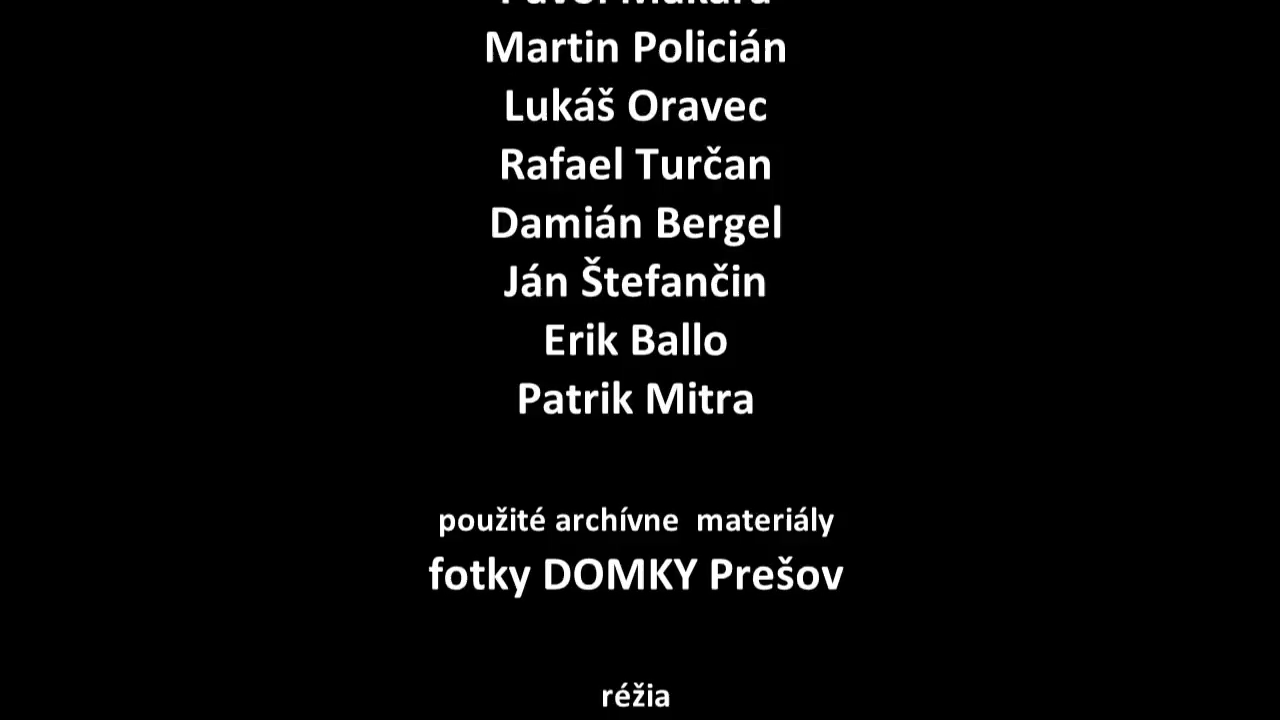 Martin Policián
Lukáš Oravec
Rafael Turčan
Damián Bergel
Ján Štefančin
Erik Ballo
Patrik Mitra
použité archívne materiály
fotky DOMKY Prešov
réžia